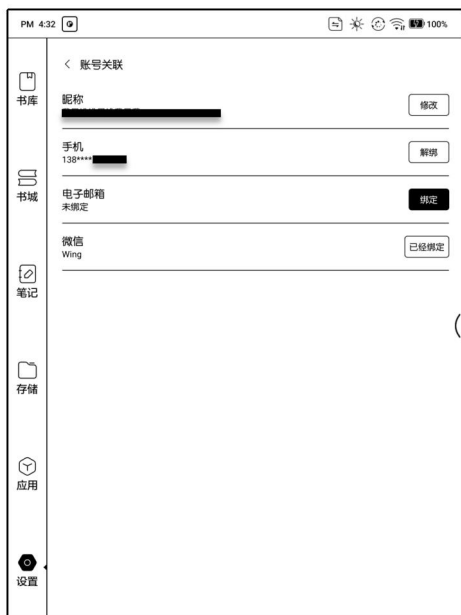 PM 4:32
100%
账号关联
昵称
修改
手机
138****
解绑
电子邮箱
未绑定
绑定
微信
Wing
已经绑定
书库
书城
笔记
存储
应用
设置